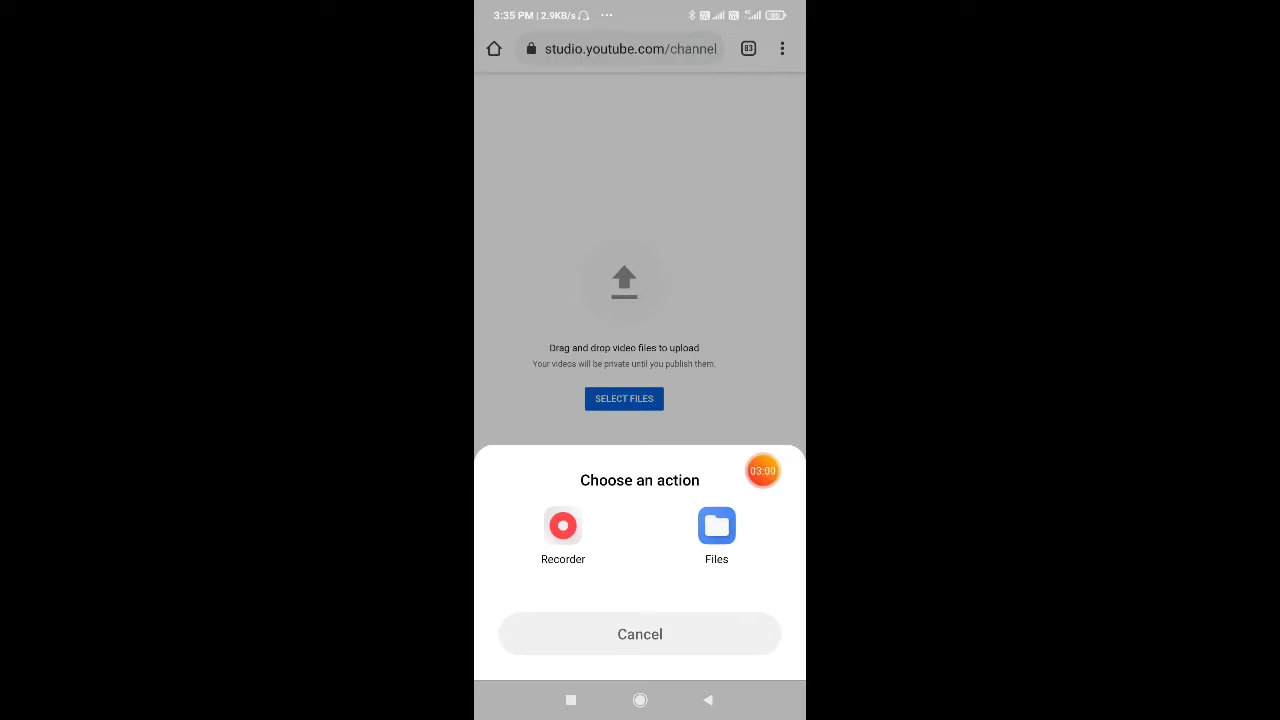 3:35 PM | 2.9KB/s
studio.youtube.com/channel
83
Drag and drop video files to upload
Your videos will be private until you publish them.
SELECT FILES
Choose an action
03:00
Recorder
Files
Cancel